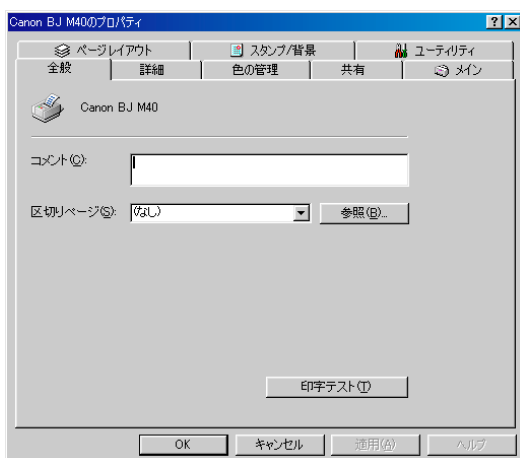 Canon BJ M40のプロパティ
ページレイアウト スタンプ/背景 ユーティリティ
全般 詳細 色の管理 共有 メイン
Canon BJ M40
コメント(C):
区切りページ(S): (なし) 参照(B)...
印字テスト(T)
OK キャンセル 適用(A) ヘルプ